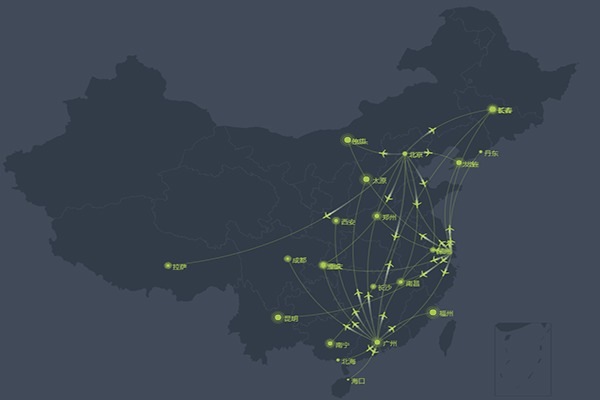 长春
包头
北京
丹东
大连
太原
西安
郑州
拉萨
成都
重庆
长沙
南昌
昆明
福州
南宁
广州
北海
海口